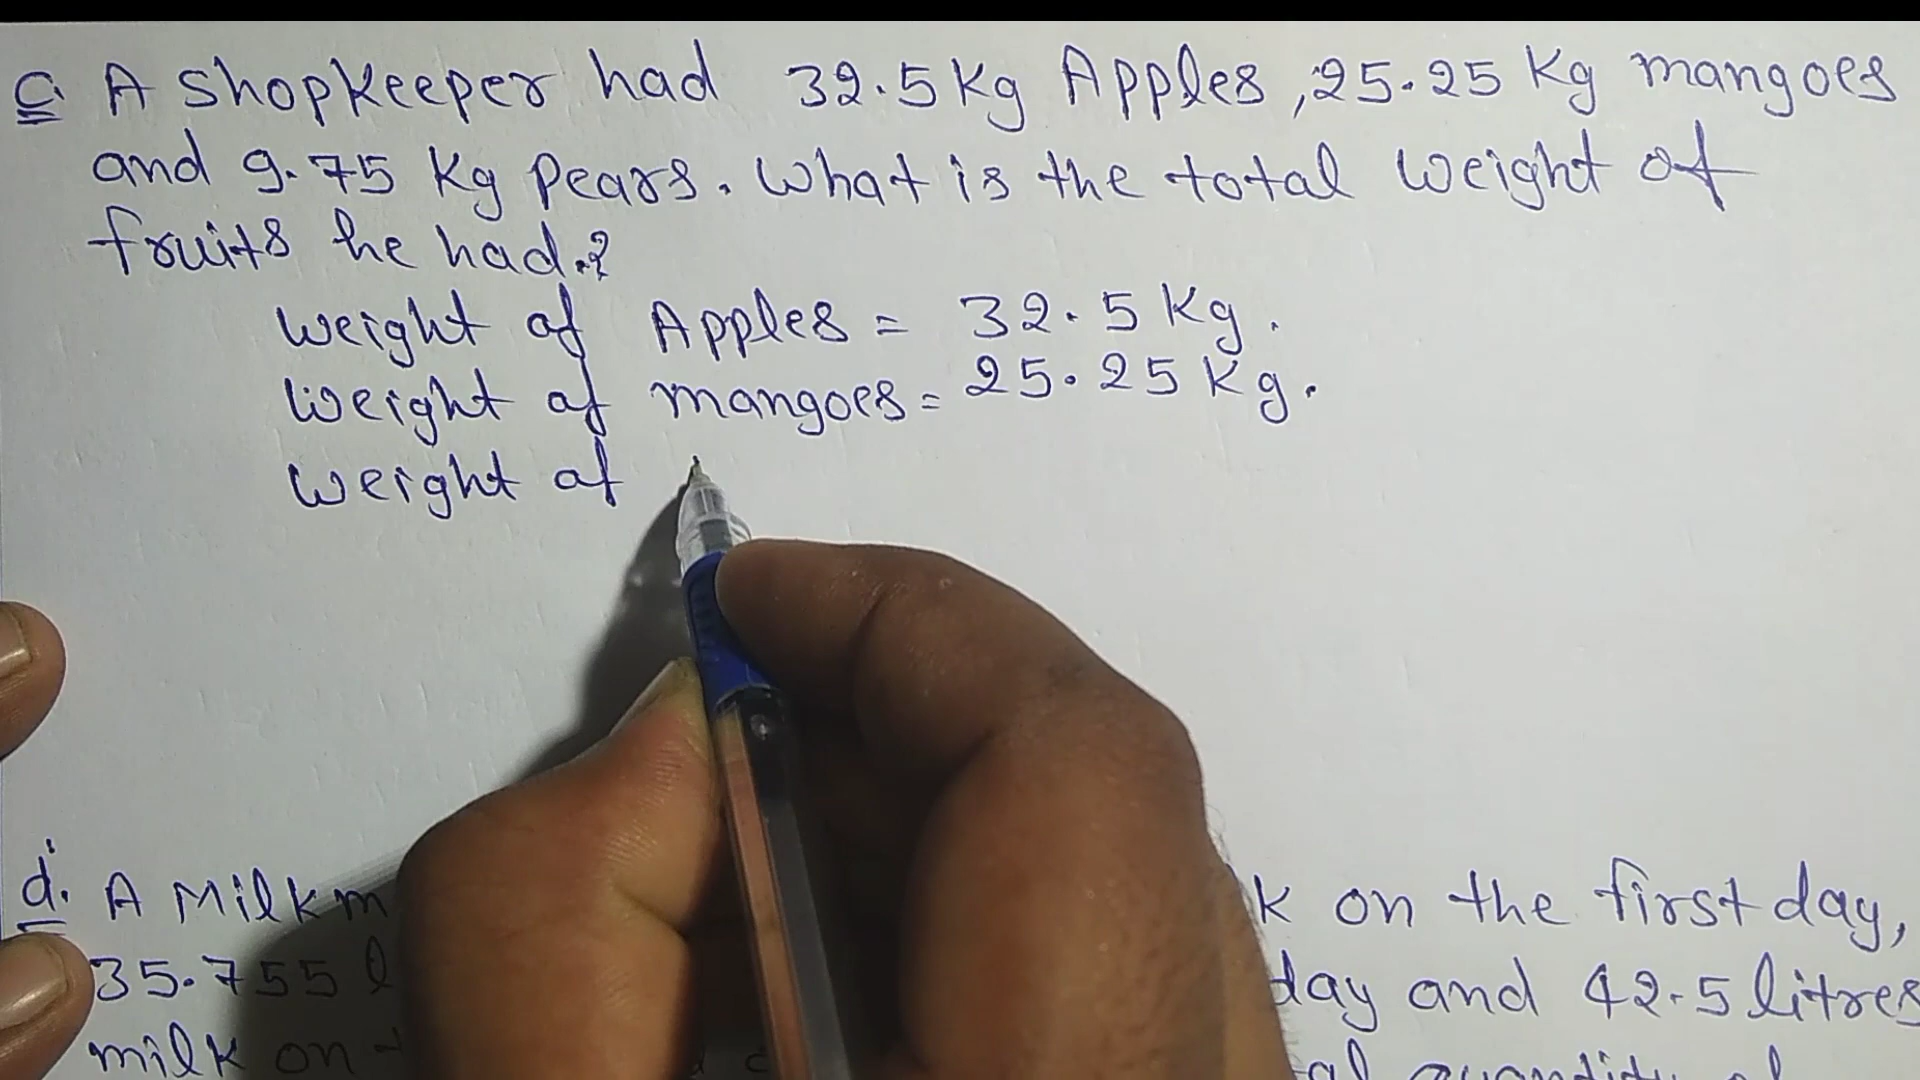 c. A shopkeeper had 32.5 Kg Apples, 25.25 Kg mangoes
and 9.75 Kg Pears. What is the total weight of
fruits he had.?
Weight of Apples = 32.5 Kg.
Weight of mangoes = 25.25 Kg.
Weight of
d. A Milkm k on the first day,
35.755 l day and 42.5 litres
milk on quantity